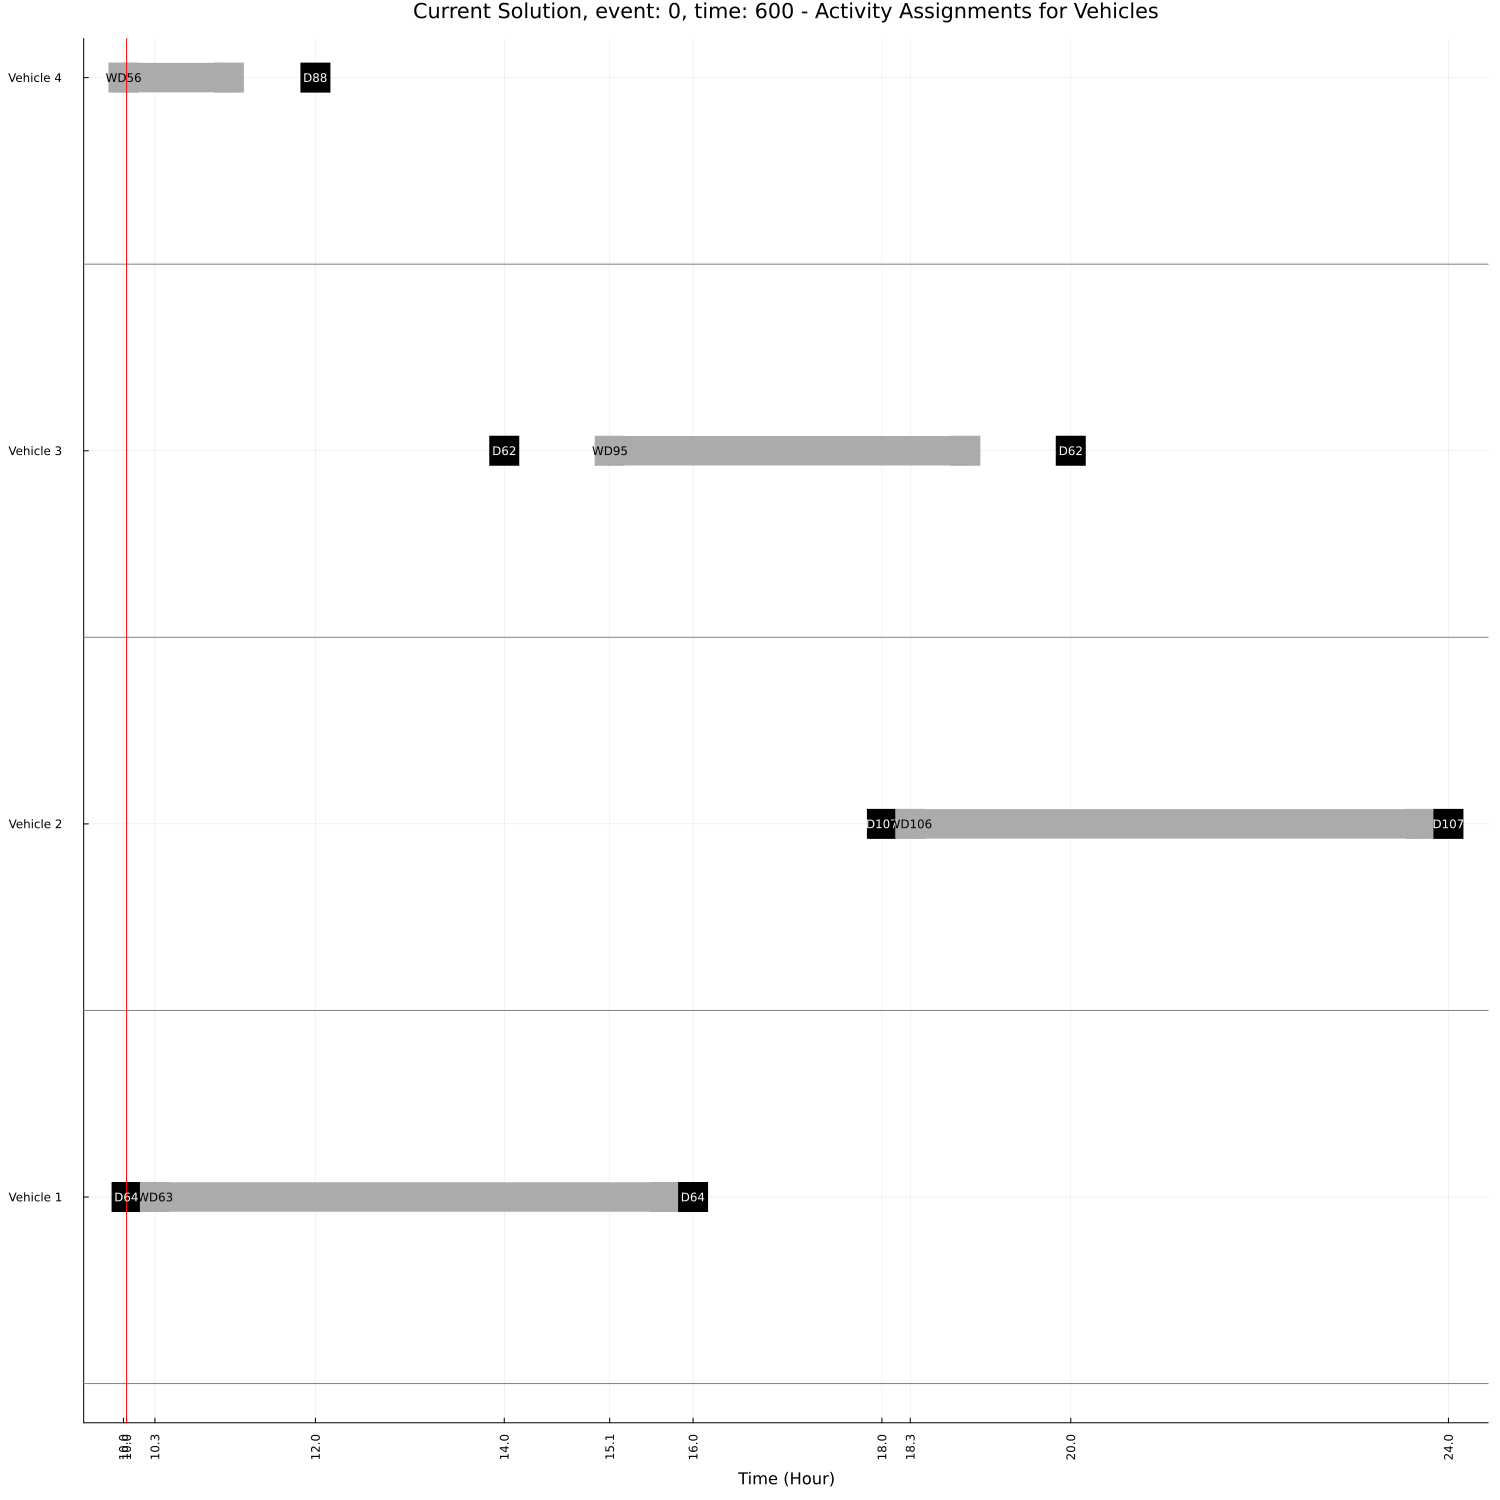 Current Solution, event: 0, time: 600 - Activity Assignments for Vehicles
Vehicle 4
WD56
D88
Vehicle 3
D62
WD95
D62
Vehicle 2
D107
WD106
D107
Vehicle 1
D64
WD63
D64
10.0
10.3
12.0
14.0
15.1
16.0
18.0
18.3
20.0
24.0
Time (Hour)